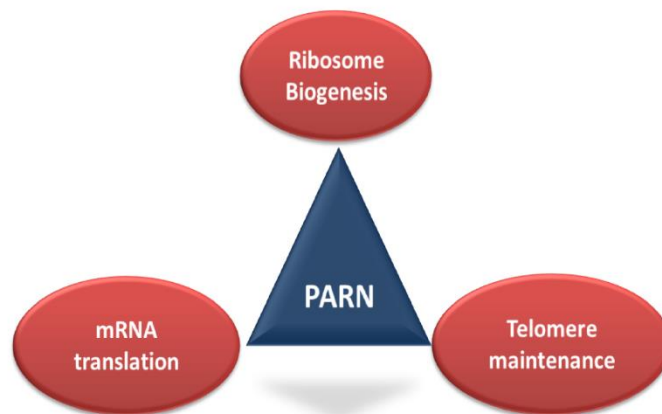 Ribosome
Biogenesis
PARN
mRNA
translation
Telomere
maintenance